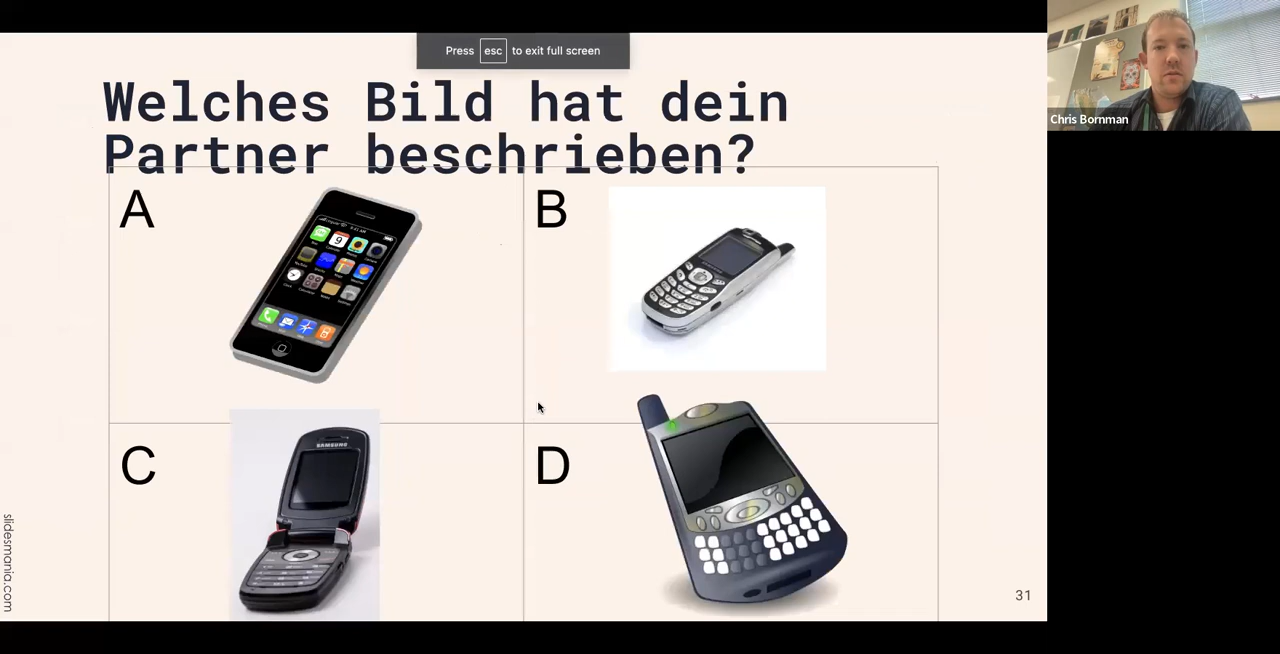 Press esc to exit full screen
Welches Bild hat dein
Partner beschrieben?
Chris Bornman
A
B
SAMSUNG
C
D
31
slidesmania.com